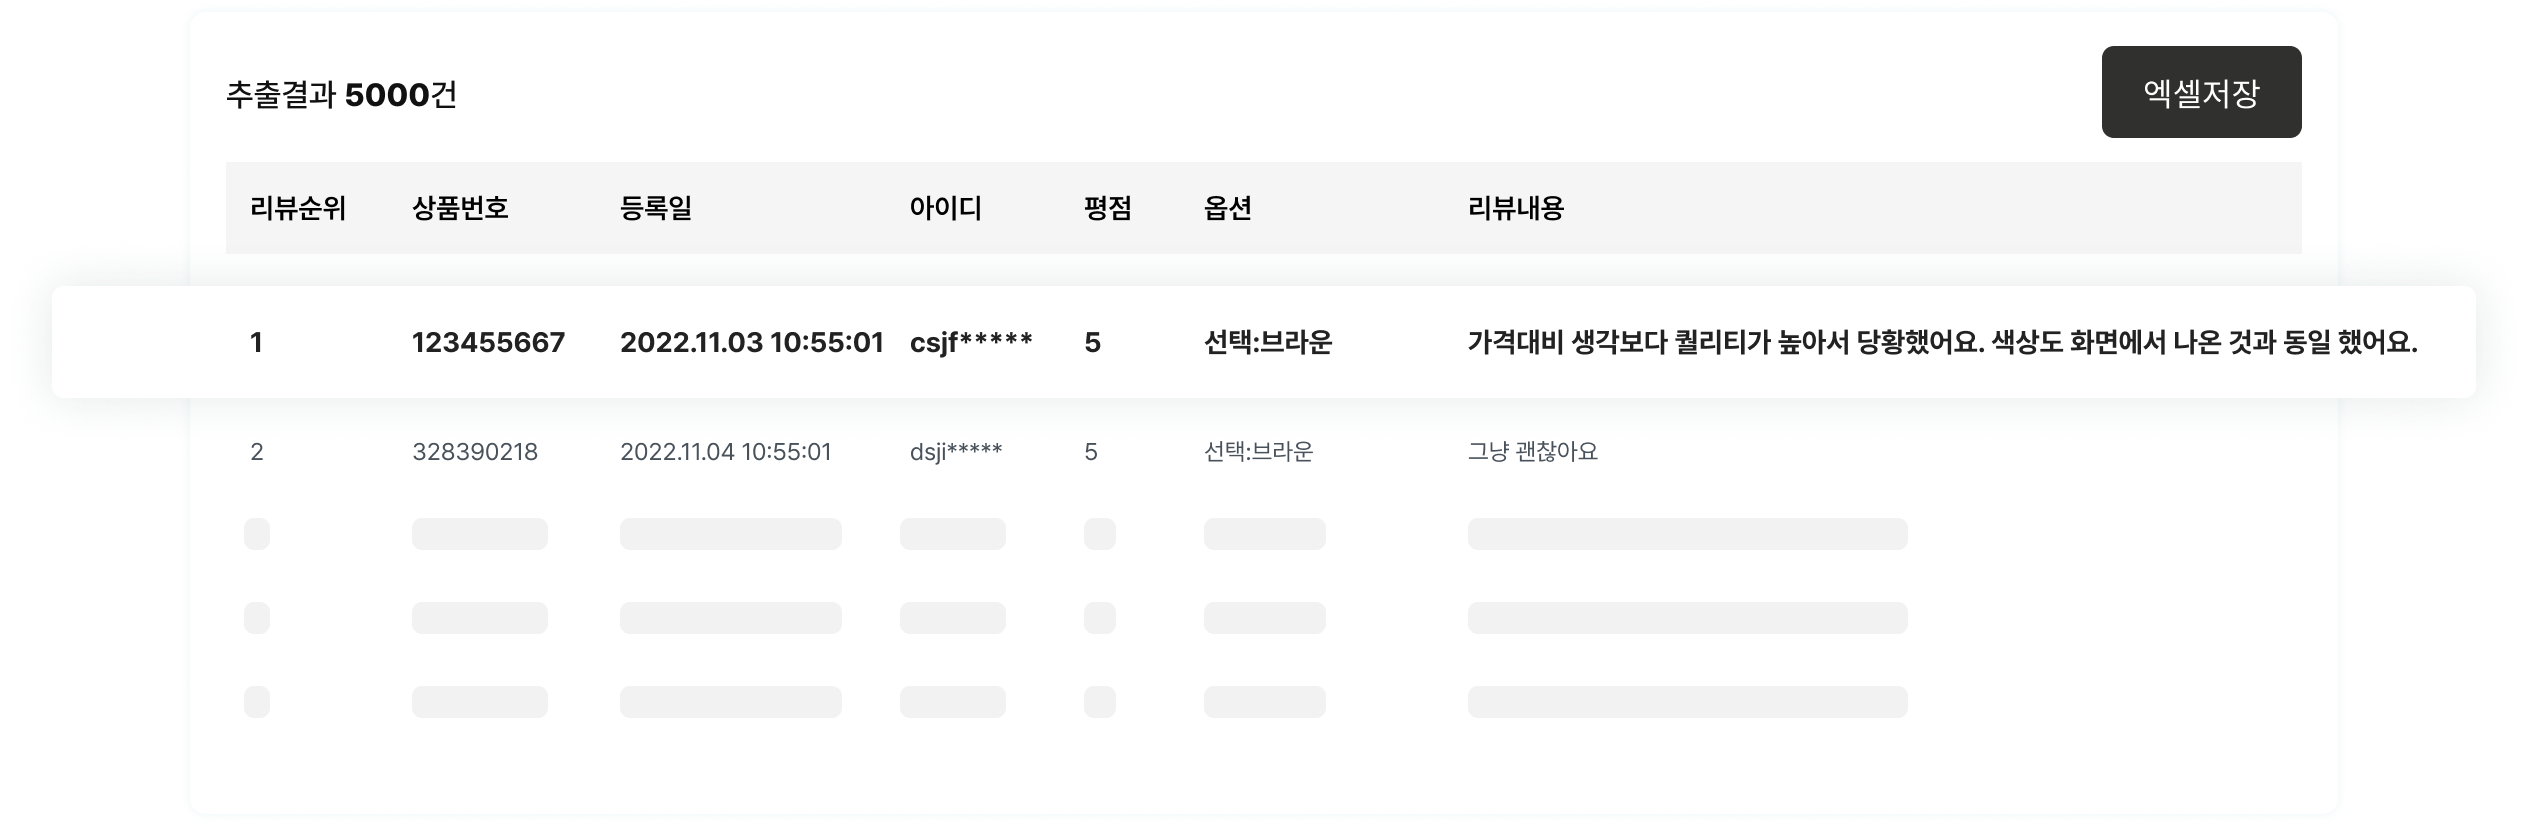 추출결과 5000건
엑셀저장
리뷰순위 상품번호 등록일 아이디 평점 옵션 리뷰내용
1 123455667 2022.11.03 10:55:01 csjf***** 5 선택:브라운 가격대비 생각보다 퀄리티가 높아서 당황했어요. 색상도 화면에서 나온 것과 동일 했어요.
2 328390218 2022.11.04 10:55:01 dsji***** 5 선택:브라운 그냥 괜찮아요